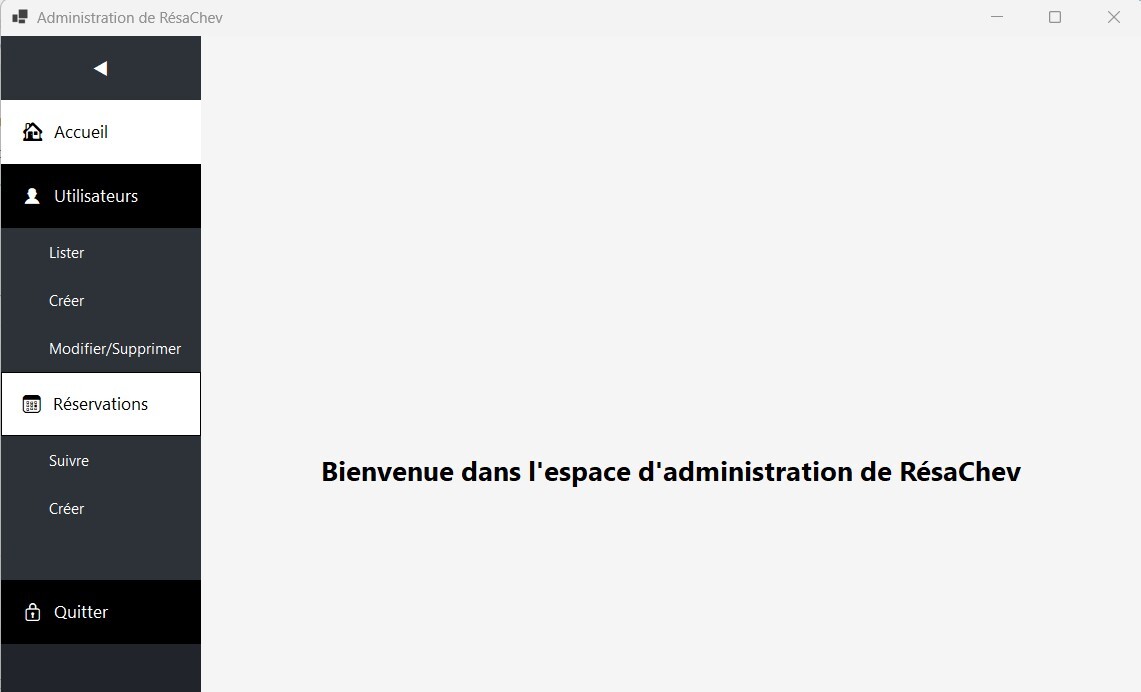 Administration de RésaChev
Accueil
Utilisateurs
Lister
Créer
Modifier/Supprimer
Réservations
Suivre
Créer
Quitter
Bienvenue dans l'espace d'administration de RésaChev